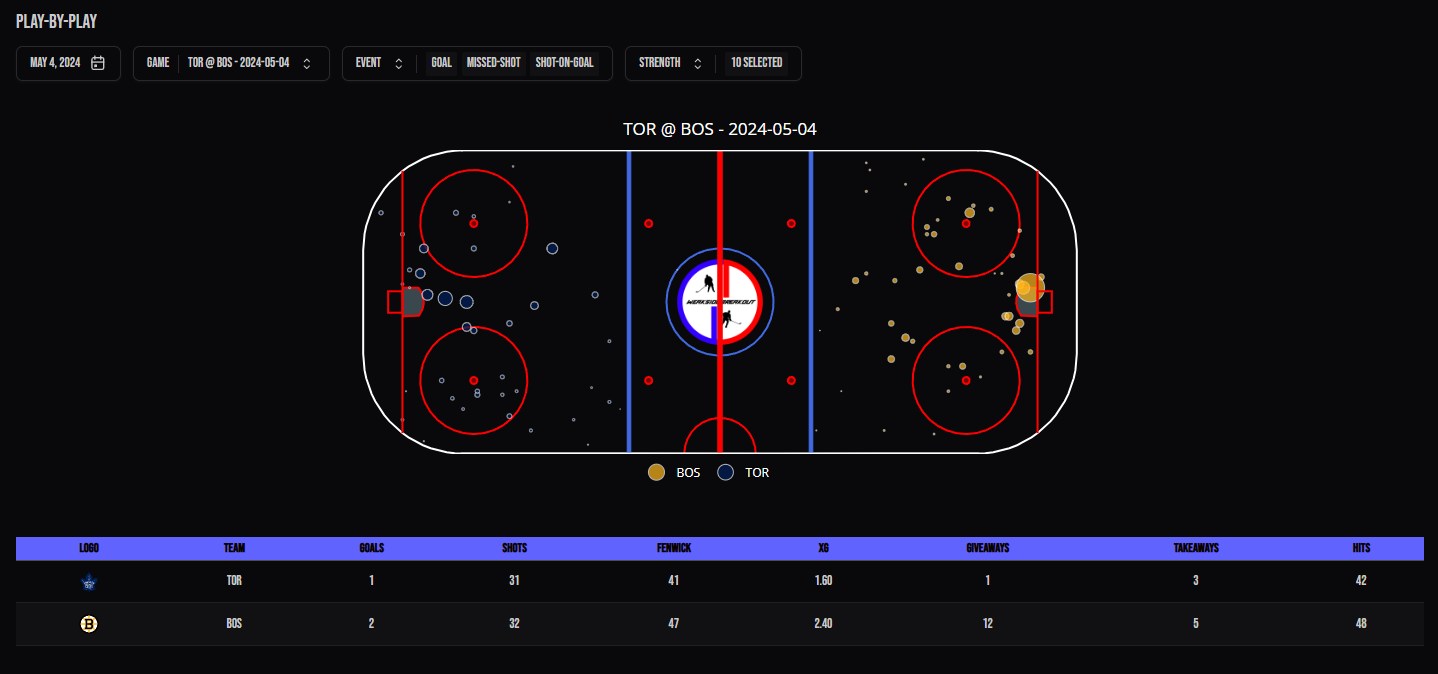 PLAY-BY-PLAY
MAY 4, 2024 GAME TOR @ BOS - 2024-05-04 EVENT GOAL MISSED-SHOT SHOT-ON-GOAL STRENGTH 10 SELECTED
TOR @ BOS - 2024-05-04
BOS TOR
LOGO TEAM GOALS SHOTS FENWICK XG GIVEAWAYS TAKEAWAYS HITS
TOR 1 31 41 1.60 1 3 42
B BOS 2 32 47 2.40 12 5 48